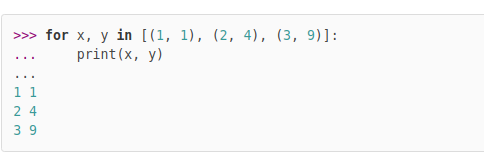 >>> for x, y in [(1, 1), (2, 4), (3, 9)]:
...     print(x, y)
...
1 1
2 4
3 9